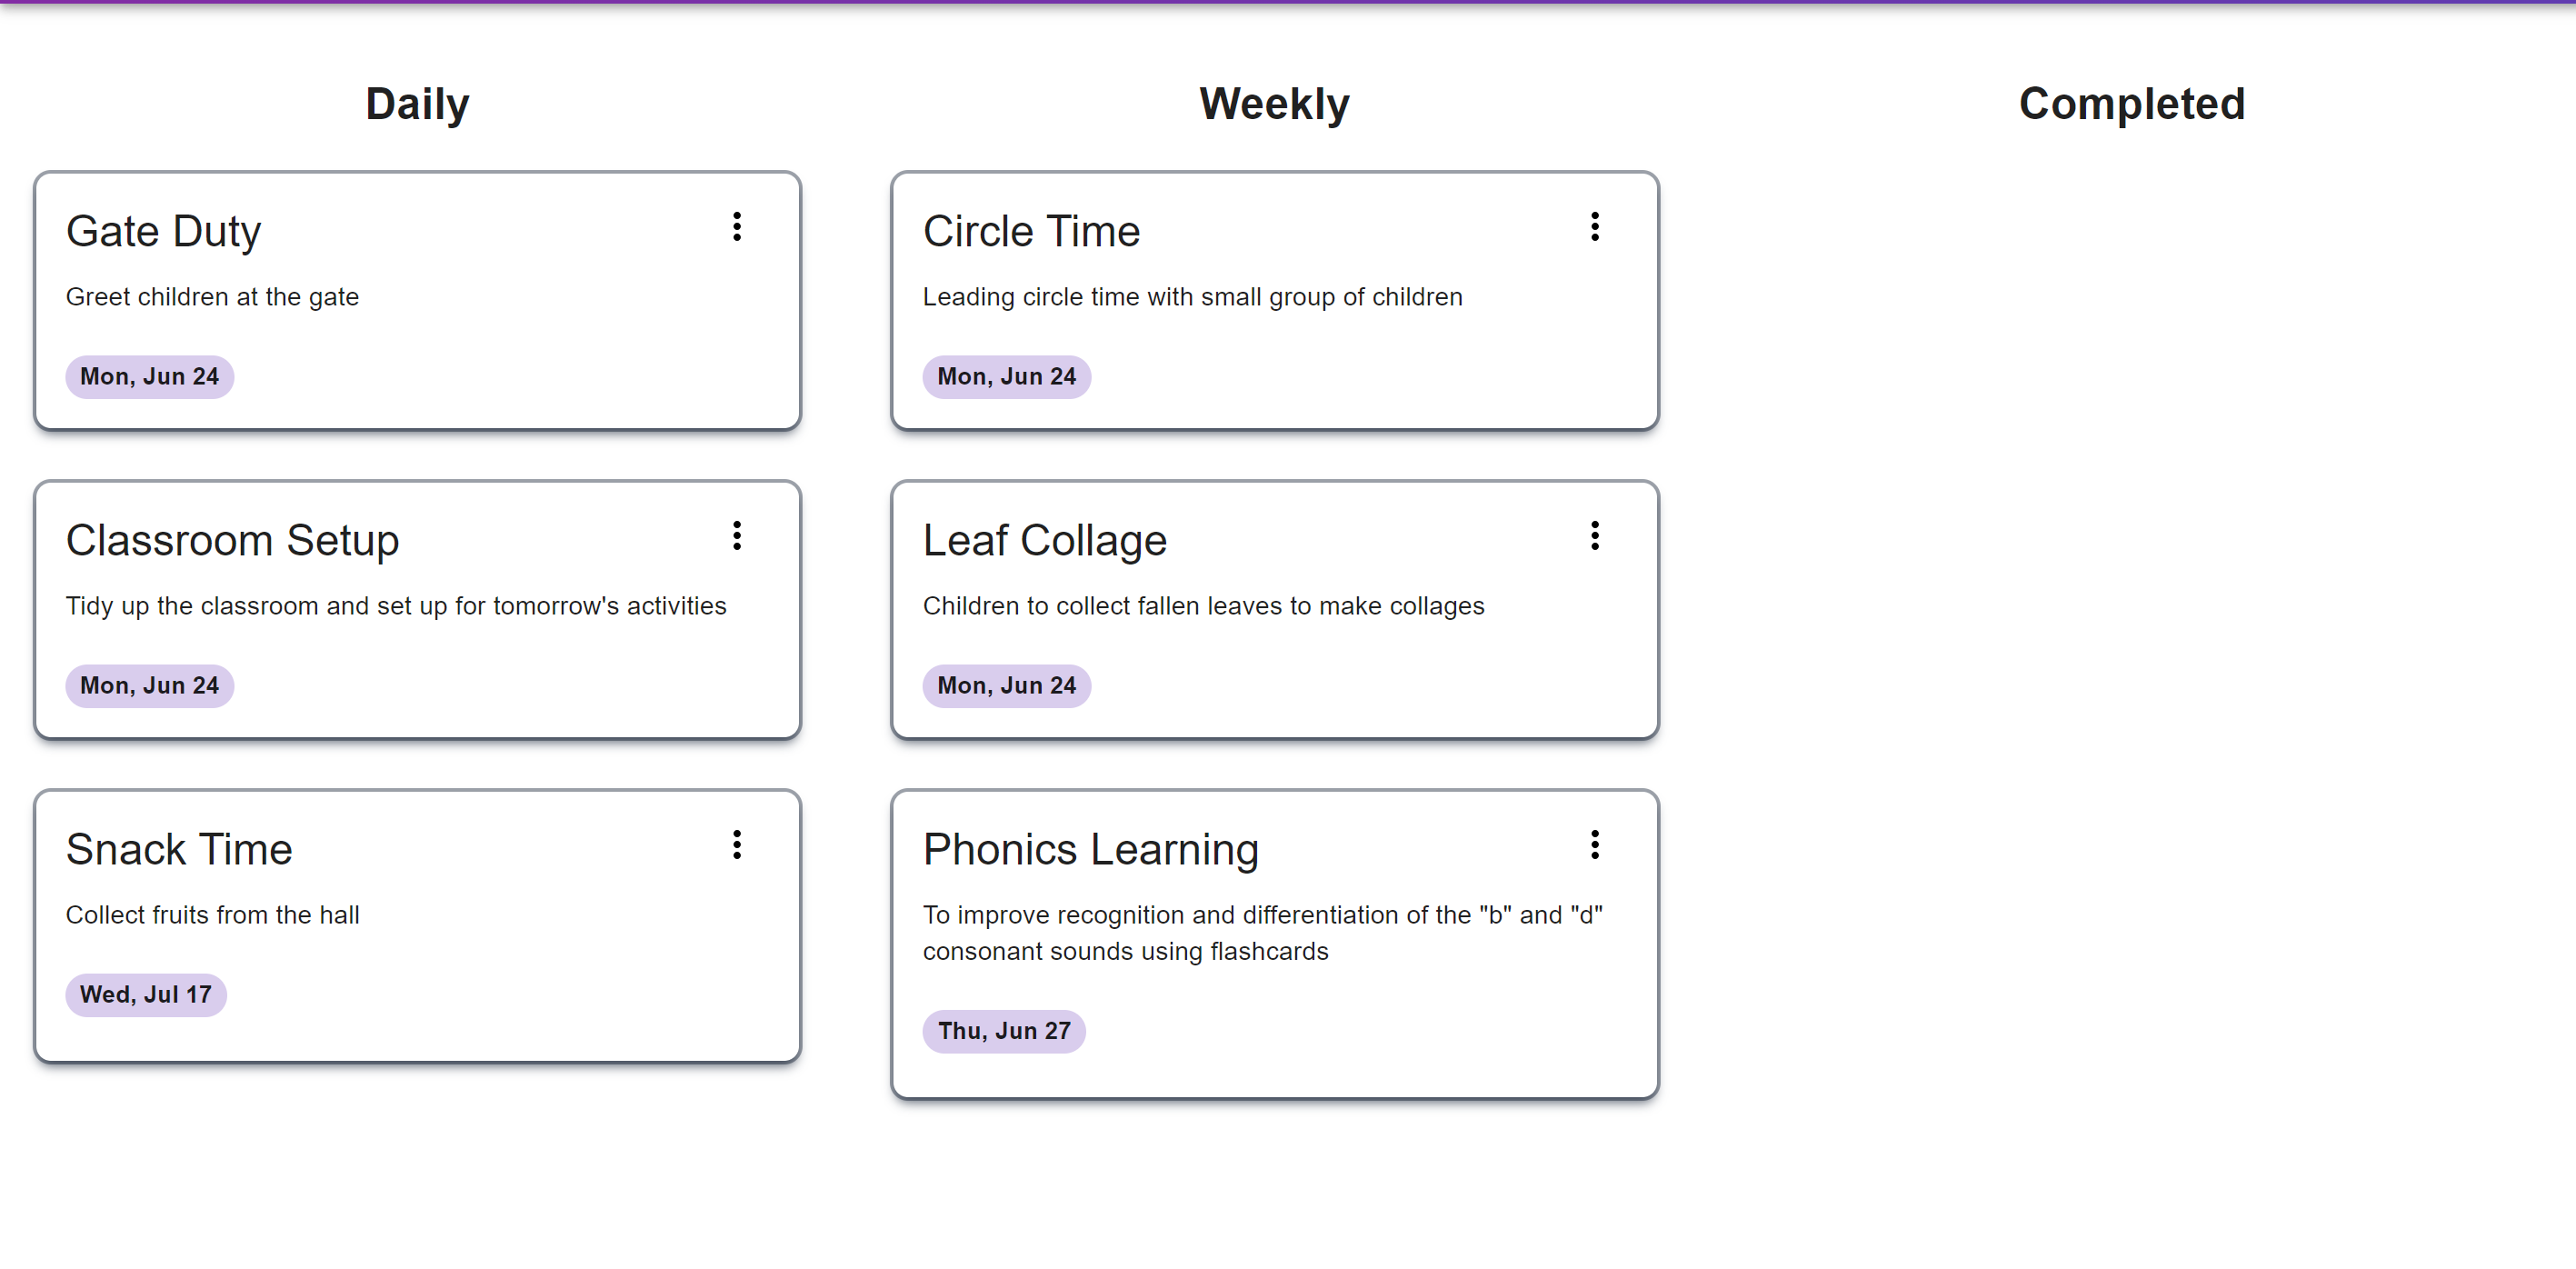 Daily
Gate Duty
Greet children at the gate
Mon, Jun 24
Classroom Setup
Tidy up the classroom and set up for tomorrow's activities
Mon, Jun 24
Snack Time
Collect fruits from the hall
Wed, Jul 17
Weekly
Circle Time
Leading circle time with small group of children
Mon, Jun 24
Leaf Collage
Children to collect fallen leaves to make collages
Mon, Jun 24
Phonics Learning
To improve recognition and differentiation of the "b" and "d"
consonant sounds using flashcards
Thu, Jun 27
Completed